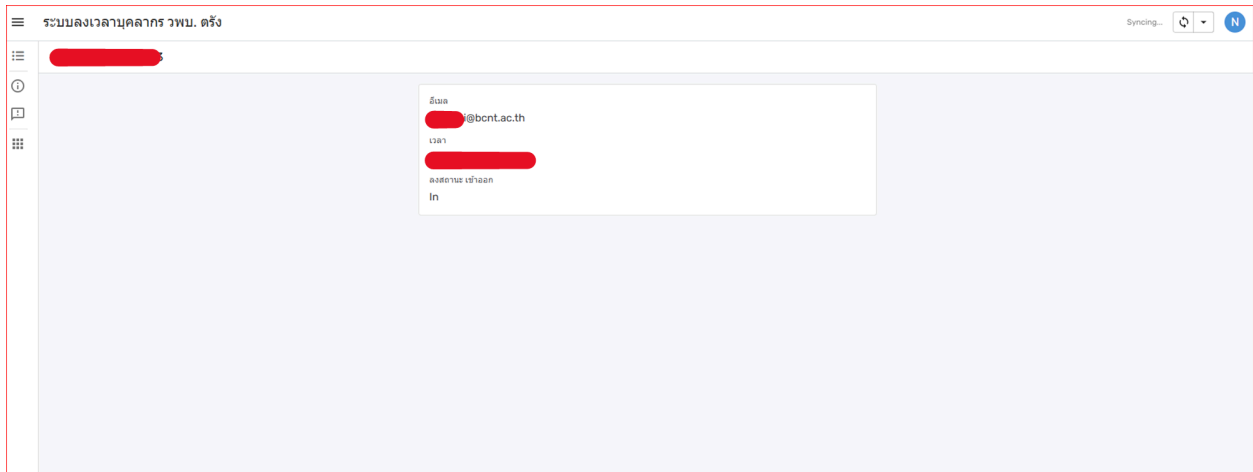 ระบบลงเวลาบุคลากร วพบ. ตรัง
Syncing...
N
อีเมล
i@bcnt.ac.th
เวลา
ลงสถานะ เข้าออก
In